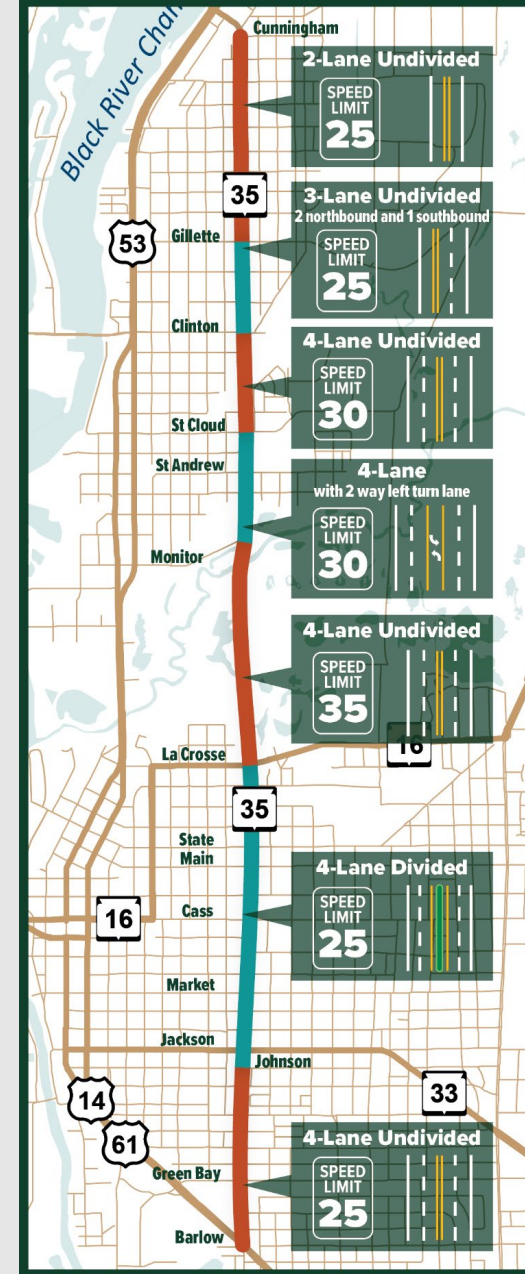 Black River Chan
Cunningham
2-Lane Undivided
SPEED
LIMIT
25
35
3-Lane Undivided
2 northbound and 1 southbound
SPEED
LIMIT
25
53
Gillette
Clinton
4-Lane Undivided
SPEED
LIMIT
30
St Cloud
St Andrew
4-Lane
with 2 way left turn lane
SPEED
LIMIT
30
Monitor
4-Lane Undivided
SPEED
LIMIT
35
La Crosse
16
35
State
Main
4-Lane Divided
SPEED
LIMIT
25
Cass
16
Market
Jackson
Johnson
14
33
61
4-Lane Undivided
SPEED
LIMIT
25
Green Bay
Barlow